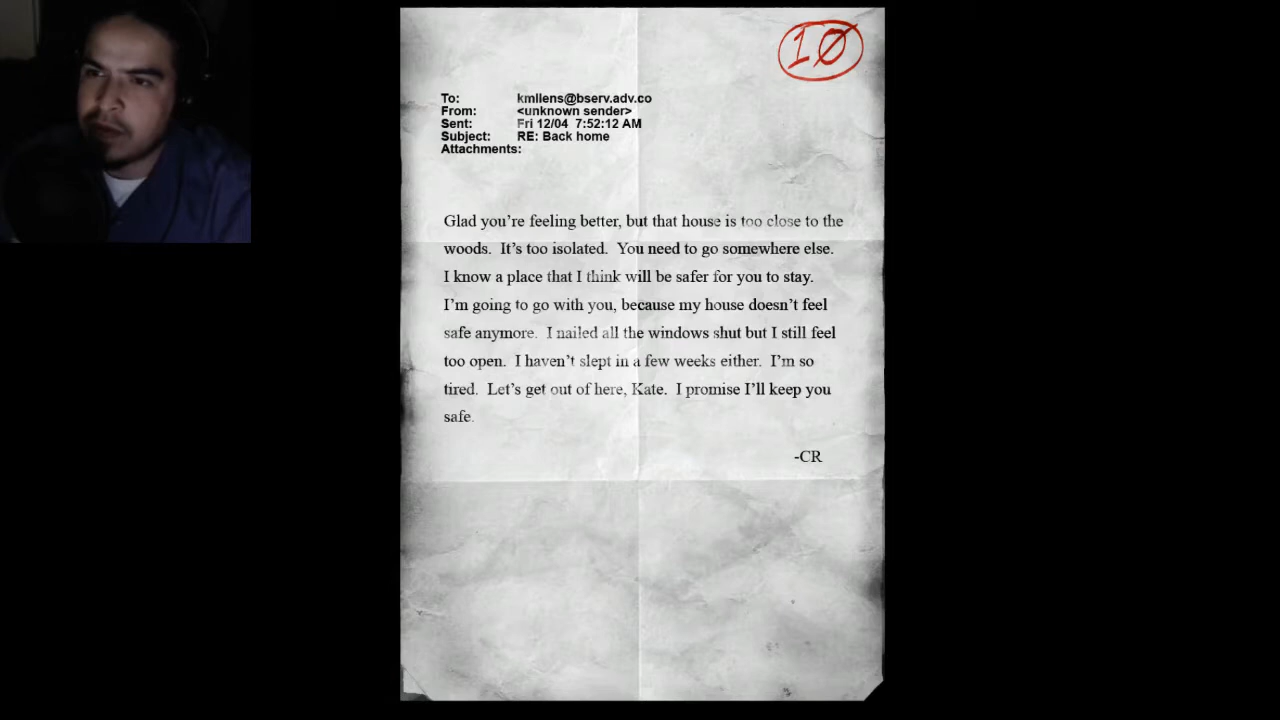 10
To: kmllens@bserv.adv.co
From: <unknown sender>
Sent: Fri 12/04 7:52:12 AM
Subject: RE: Back home
Attachments:
Glad you’re feeling better, but that house is too close to the
woods. It’s too isolated. You need to go somewhere else.
I know a place that I think will be safer for you to stay.
I’m going to go with you, because my house doesn’t feel
safe anymore. I nailed all the windows shut but I still feel
too open. I haven’t slept in a few weeks either. I’m so
tired. Let’s get out of here, Kate. I promise I’ll keep you
safe.
-CR